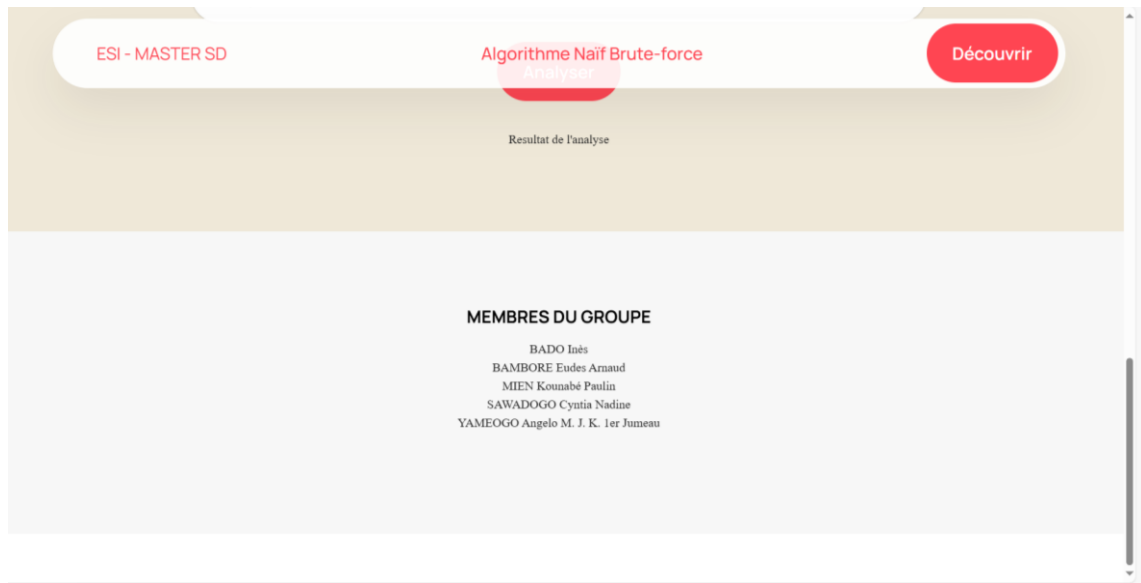 ESI - MASTER SD
Algorithme Naïf Brute-force
Découvrir
Analyser
Resultat de l'analyse
MEMBRES DU GROUPE
BADO Inès
BAMBORE Eudes Arnaud
MIEN Kounabé Paulin
SAWADOGO Cyntia Nadine
YAMEOGO Angelo M. J. K. 1er Jumeau